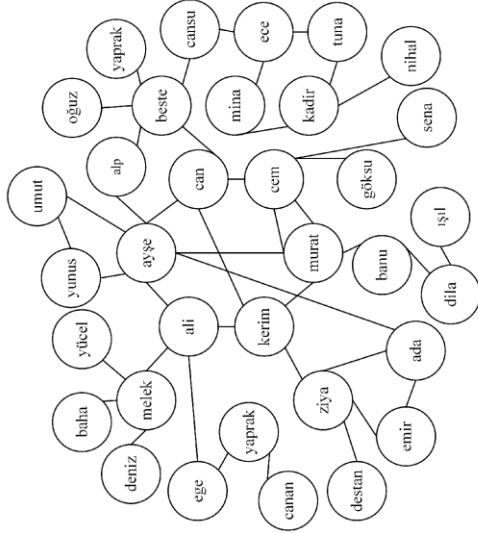 umut
yunus
oğuz
baha
yücel
yaprak
alp
deniz
melek
ayşe
beste
ali
cansu
ege
can
mina
yaprak
ece
kerim
cem
canan
kadir
murat
ziya
tuna
destan
göksu
banu
emir
nihal
ada
sena
ışıl
dila